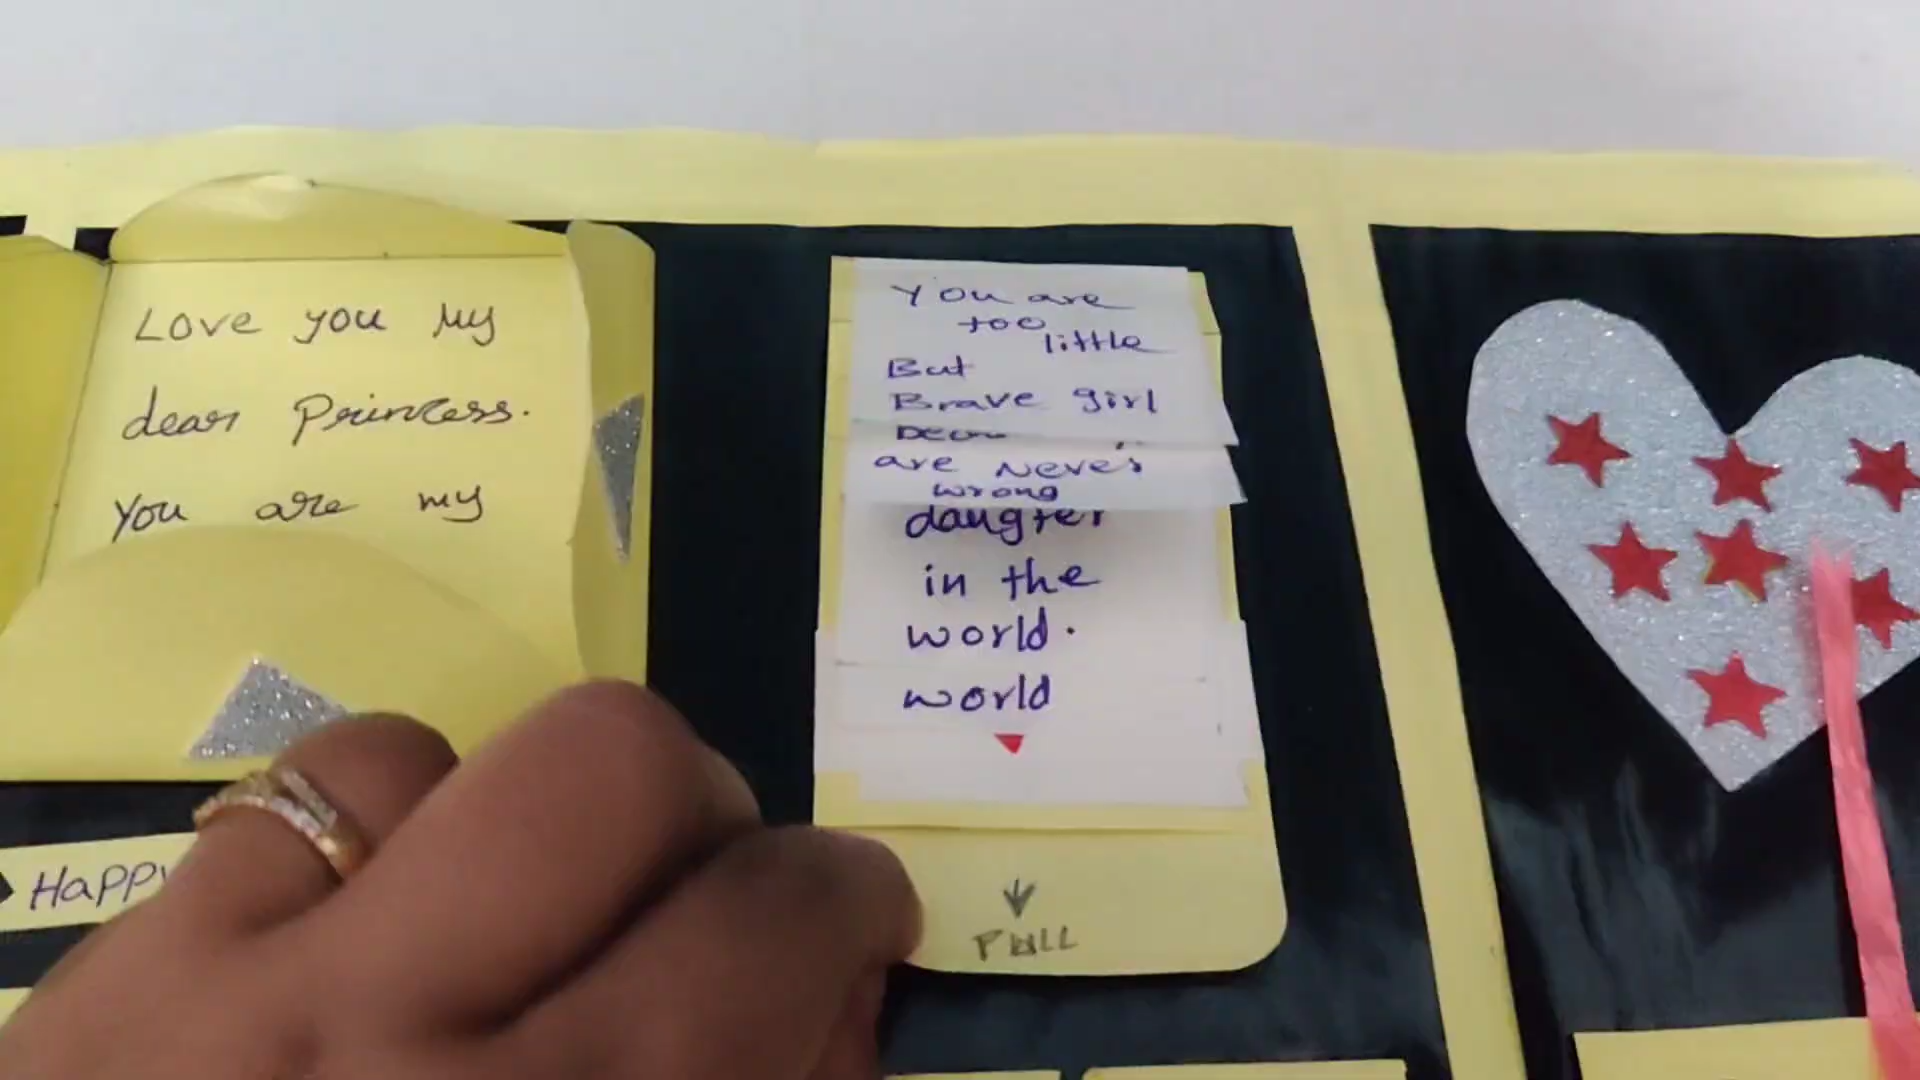 Love you My
dear Princess.
You are my
You are
too
little
But
Brave girl
are Never
wrong
daugter
in the
world.
world
PULL
Happy